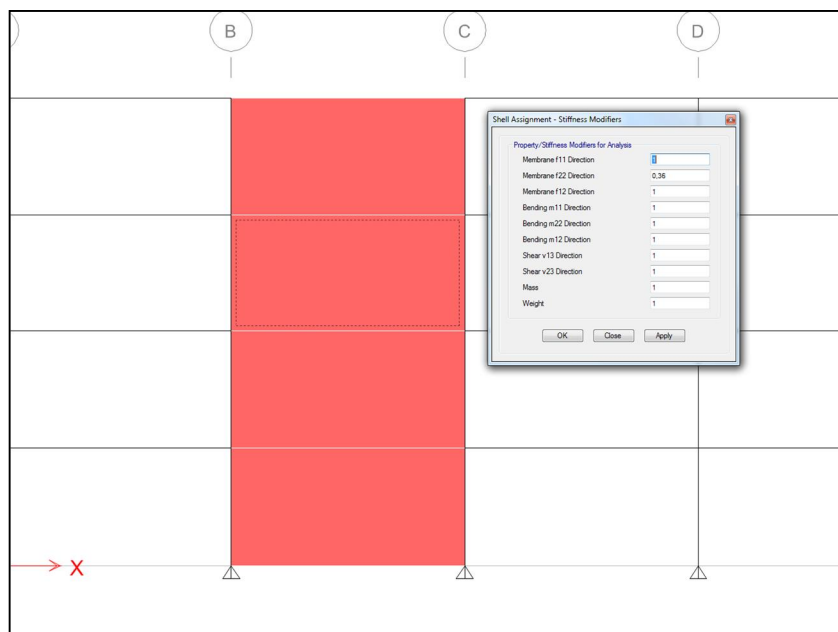 B
C
D
Shell Assignment - Stiffness Modifiers
Property/Stiffness Modifiers for Analysis
Membrane f11 Direction 1
Membrane f22 Direction 0,36
Membrane f12 Direction 1
Bending m11 Direction 1
Bending m22 Direction 1
Bending m12 Direction 1
Shear v13 Direction 1
Shear v23 Direction 1
Mass 1
Weight 1
OK Close Apply
X